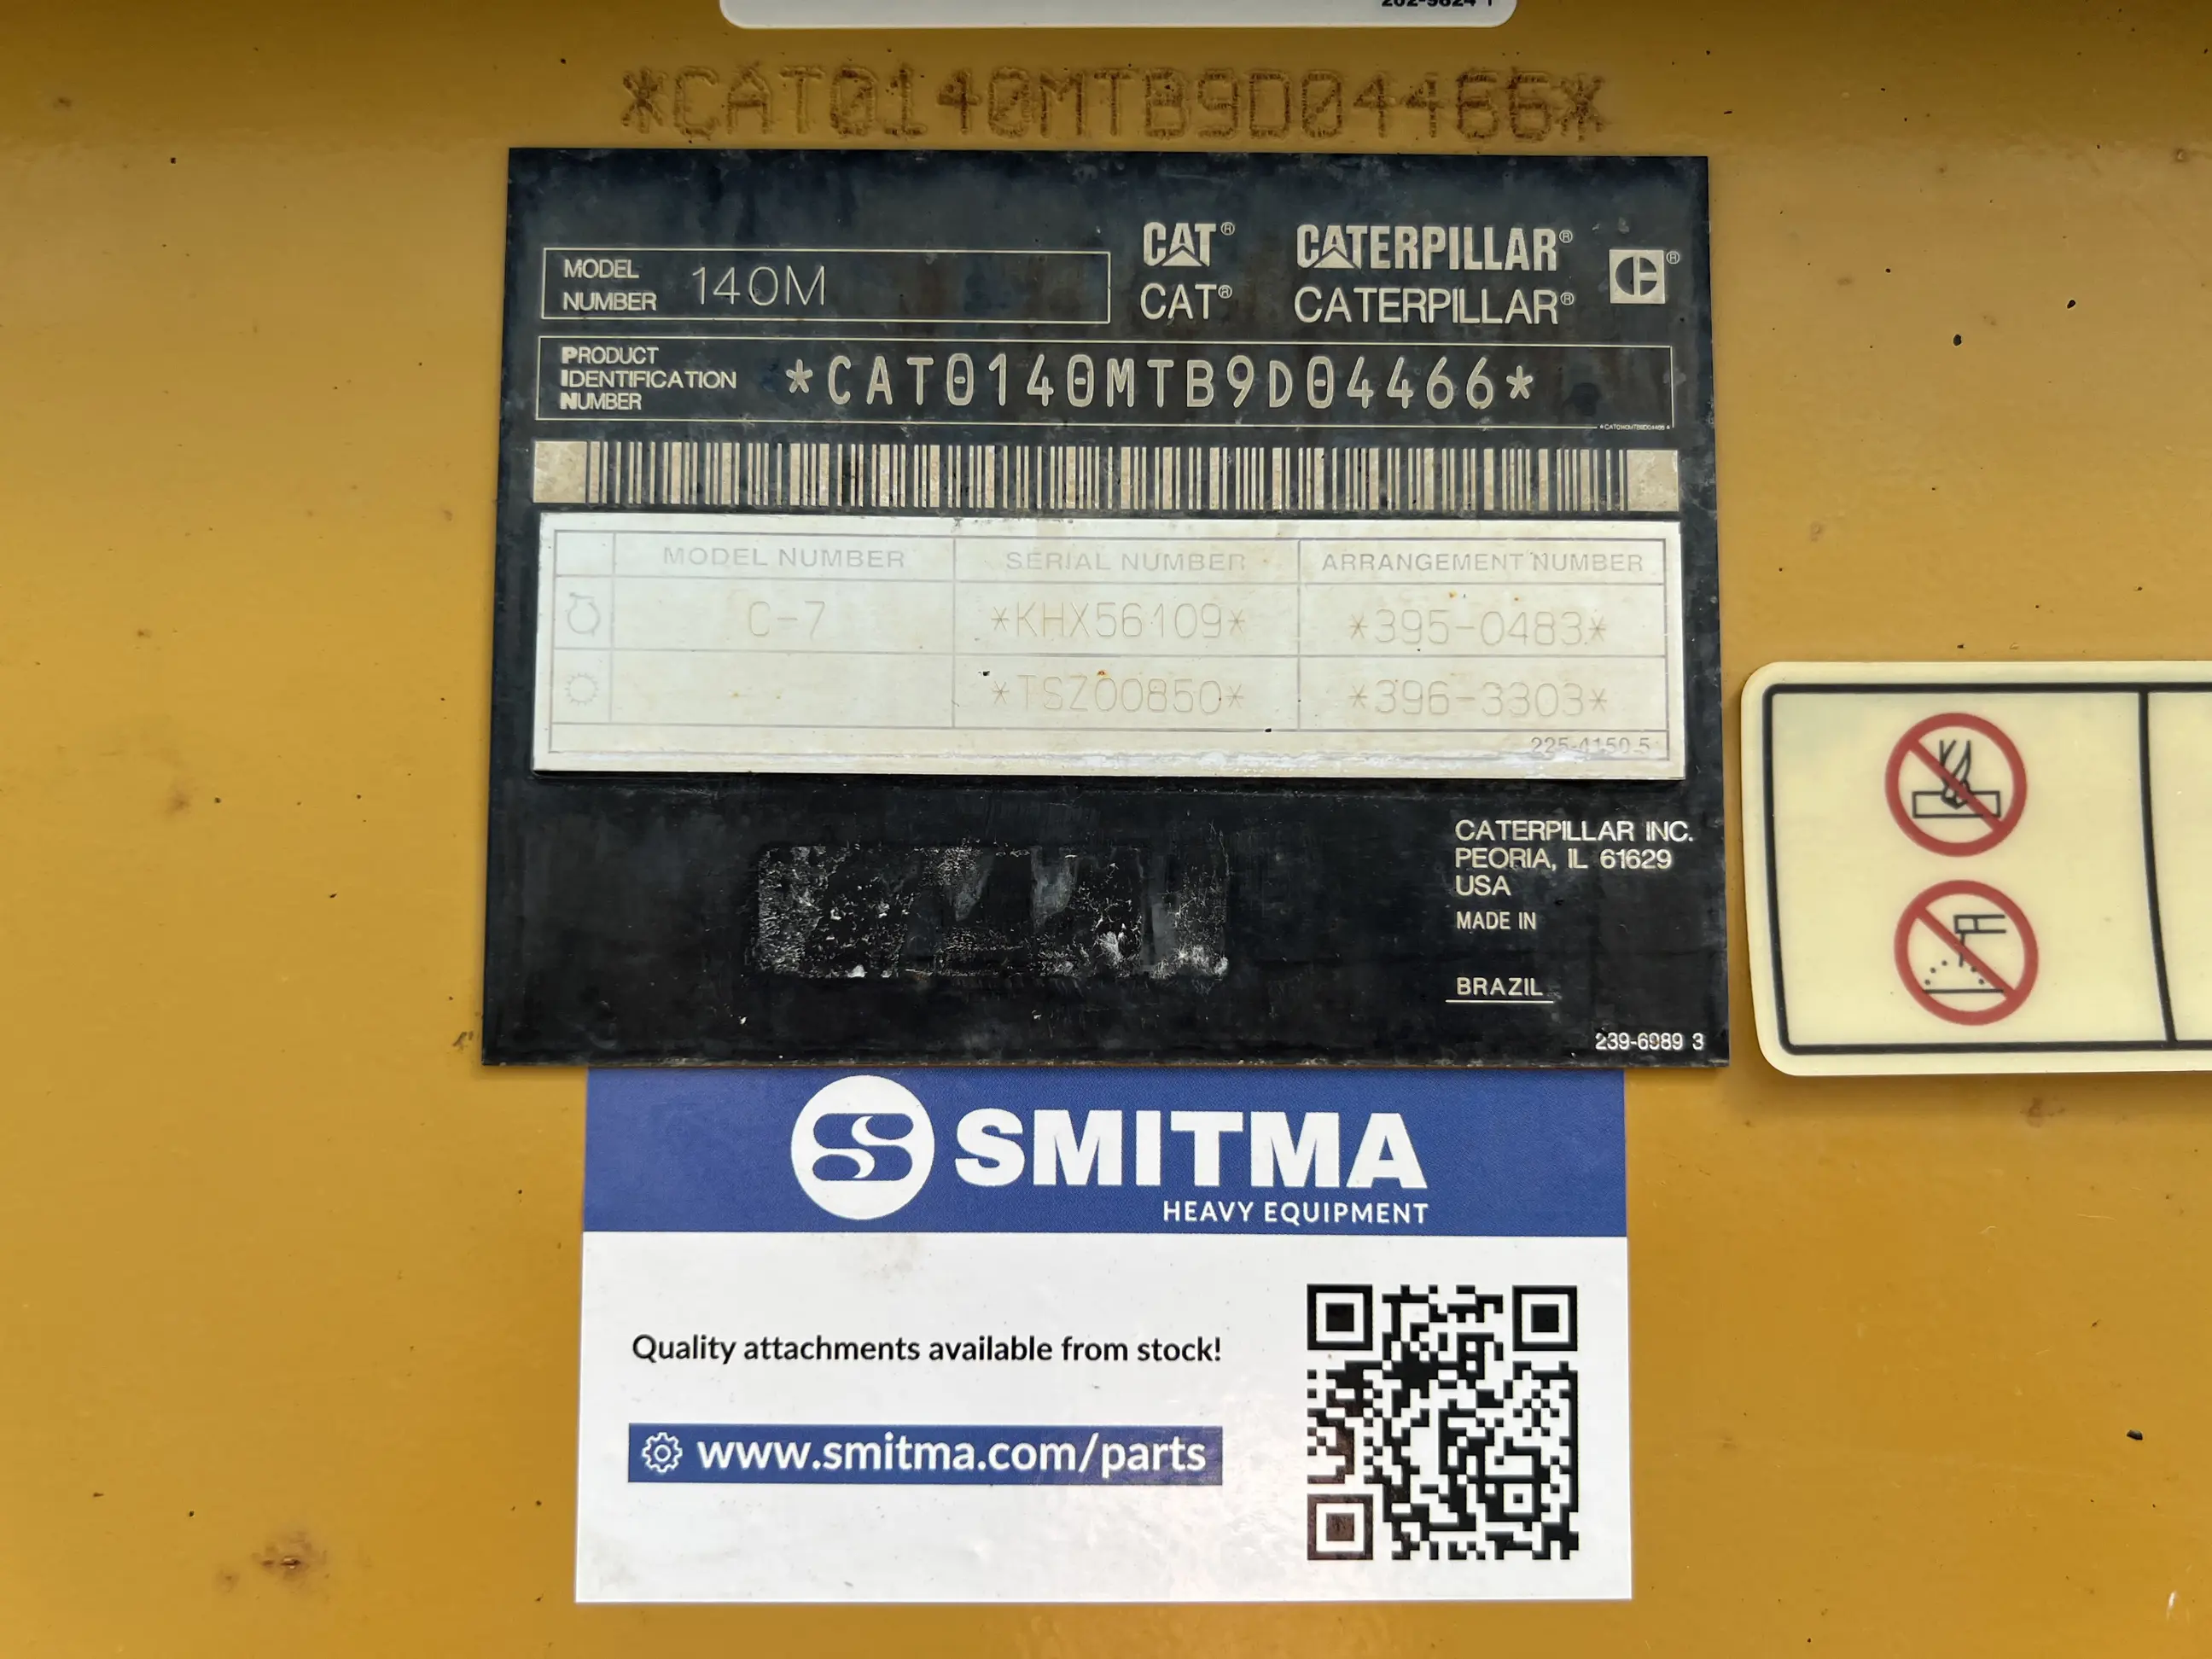 *CAT0140MTB9D04466*
MODEL NUMBER 140M
CAT® CATERPILLAR®
CAT® CATERPILLAR®
PRODUCT IDENTIFICATION NUMBER *CAT0140MTB9D04466*
MODEL NUMBER SERIAL NUMBER ARRANGEMENT NUMBER
C-7 *KHX56109* *395-0483*
*TSZ00850* *396-3303*
225-4150 5
CATERPILLAR INC.
PEORIA, IL 61629
USA
MADE IN
BRAZIL
239-6989 3
SMITMA
HEAVY EQUIPMENT
Quality attachments available from stock!
www.smitma.com/parts